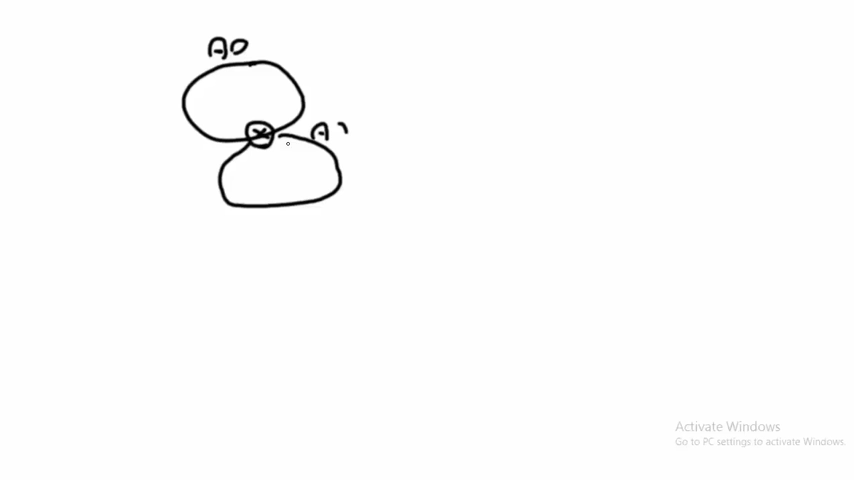 A0
x
A1
Activate Windows
Go to PC settings to activate Windows.